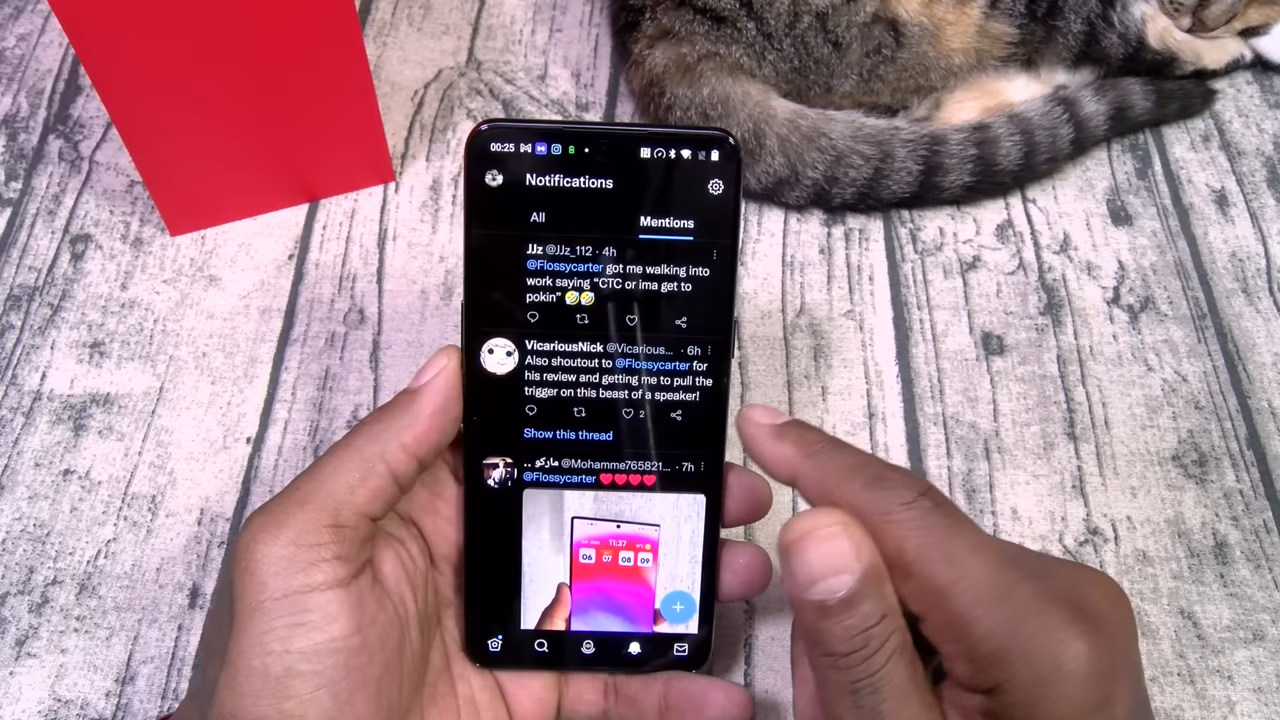 00:25
Notifications
All
Mentions
JJz @JJz_112 · 4h
@Flossycarter got me walking into
work saying “CTC or ima get to
pokin” 🤣🤣
VicariousNick @Vicarious... · 6h
Also shoutout to @Flossycarter for
his review and getting me to pull the
trigger on this beast of a speaker!
2
Show this thread
.. ماركو @Mohamme765821... · 7h
@Flossycarter ❤️❤️❤️❤️
11:37
06 07 08 09